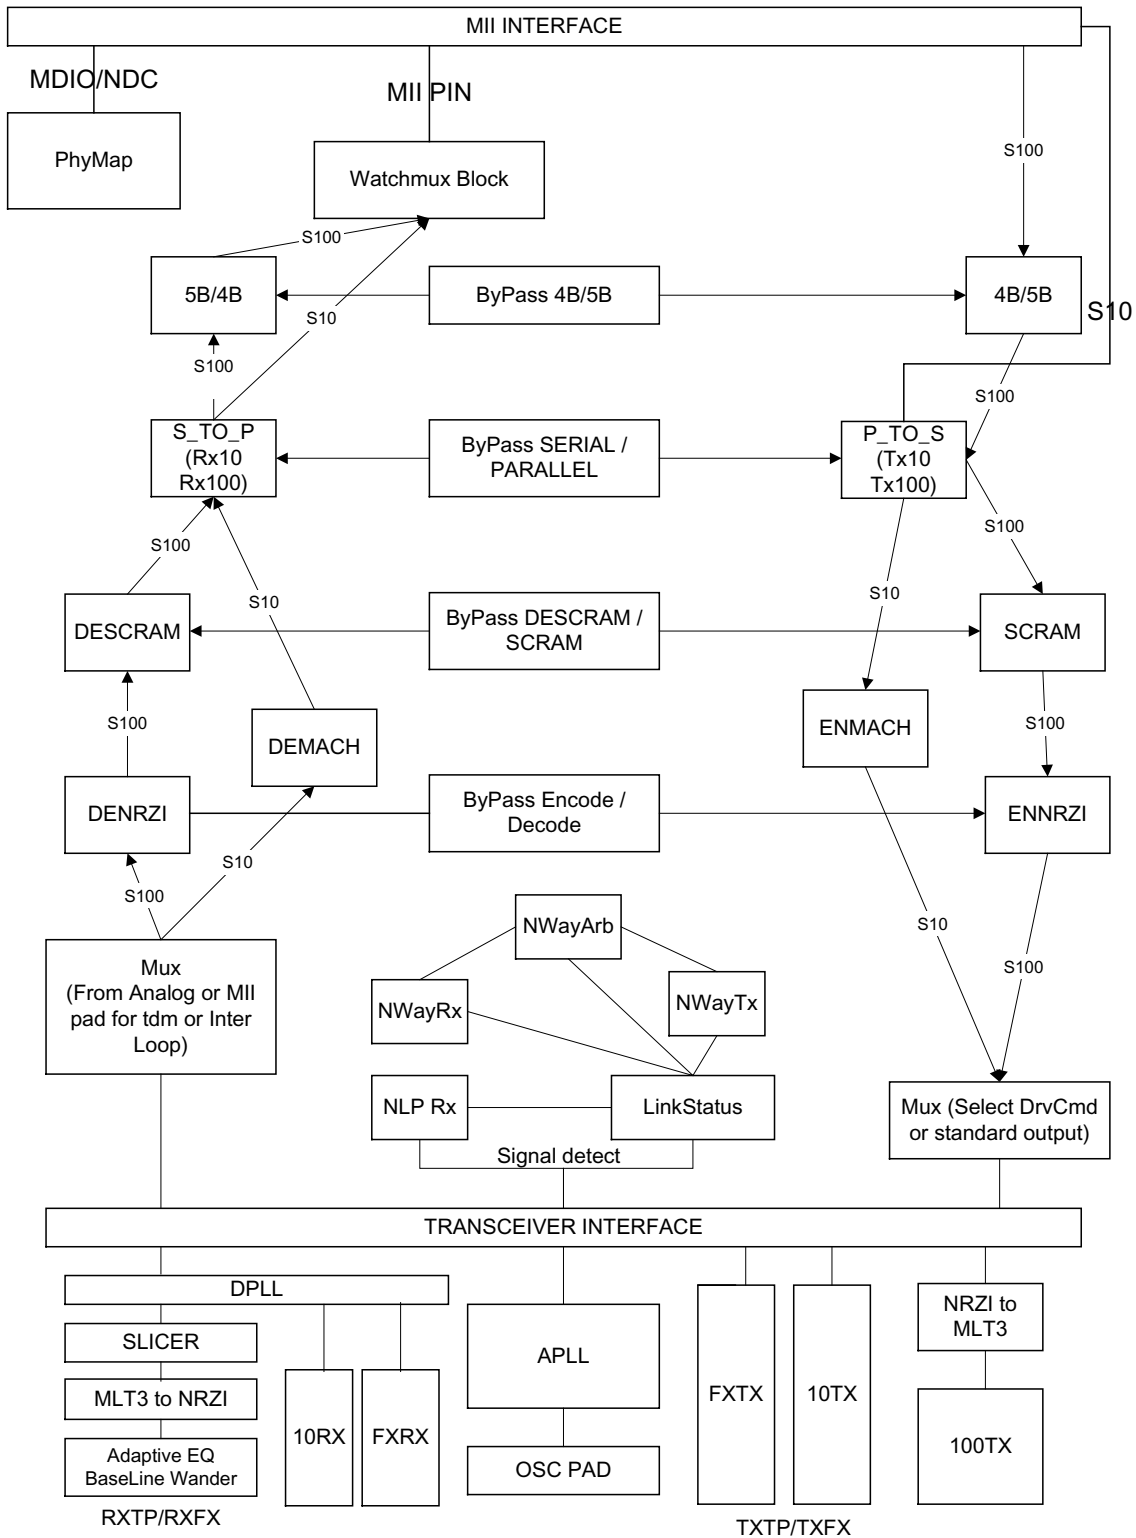 MII INTERFACE
MDIO/NDC
MII PIN
PhyMap
Watchmux Block
S100
S100
5B/4B
ByPass 4B/5B
4B/5B
S10
S10
S100
S100
S_TO_P
(Rx10
Rx100)
ByPass SERIAL /
PARALLEL
P_TO_S
(Tx10
Tx100)
S100
S100
S10
S10
DESCRAM
ByPass DESCRAM /
SCRAM
SCRAM
S100
DEMACH
ENMACH
S100
DENRZI
ByPass Encode /
Decode
ENNRZI
S10
S100
NWayArb
S10
S100
Mux
(From Analog or MII
pad for tdm or Inter
Loop)
NWayRx
NWayTx
NLP Rx
LinkStatus
Mux (Select DrvCmd
or standard output)
Signal detect
TRANSCEIVER INTERFACE
DPLL
SLICER
MLT3 to NRZI
Adaptive EQ
BaseLine Wander
10RX
FXRX
APLL
OSC PAD
FXTX
10TX
NRZI to
MLT3
100TX
RXTP/RXFX
TXTP/TXFX